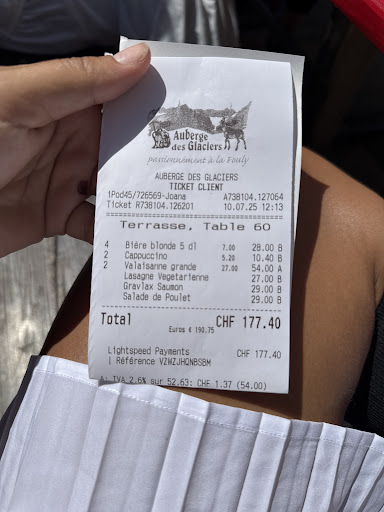 Auberge
des Glaciers
passionnément à la Fouly
AUBERGE DES GLACIERS
TICKET CLIENT
iPod45/726569-Joana A738104.127064
Ticket R738104.126201 10.07.25 12:13
Terrasse, Table 60
4 Bière blonde 5 dl 7.00 28.00 B
2 Cappuccino 5.20 10.40 B
2 Valaisanne grande 27.00 54.00 A
Lasagne Vegetarienne 27.00 B
Gravlax Saumon 29.00 B
Salade de Poulet 29.00 B
Total CHF 177.40
Euros € 190.75
Lightspeed Payments CHF 177.40
| Référence VZWZJHQNBSBM
A: TVA 2.6% sur 52.63: CHF 1.37 (54.00)